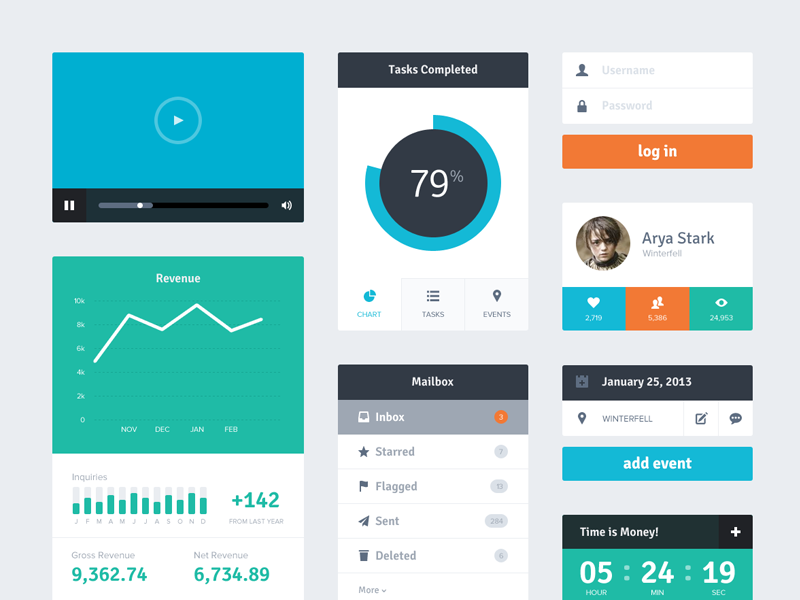 Revenue
10k
8k
6k
4k
2k
0
NOV DEC JAN FEB
Inquiries
J F M A M J J A S O N D
+142
FROM LAST YEAR
Gross Revenue
9,362.74
Net Revenue
6,734.89
Tasks Completed
79%
CHART TASKS EVENTS
Mailbox
Inbox 3
Starred 7
Flagged 13
Sent 284
Deleted 6
More
Username
Password
log in
Arya Stark
Winterfell
2,719 5,386 24,953
January 25, 2013
WINTERFELL
add event
Time is Money!
05 : 24 : 19
HOUR MIN SEC